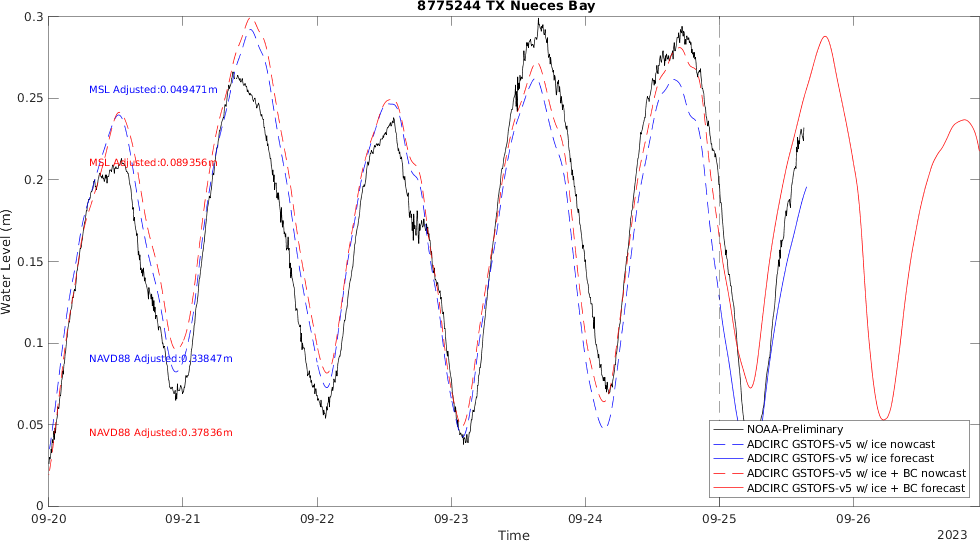 8775244 TX Nueces Bay
0.3
0.25
0.2
0.15
0.1
0.05
0
Water Level (m)
MSL Adjusted:0.049471m
MSL Adjusted:0.089356m
NAVD88 Adjusted:0.33847m
NAVD88 Adjusted:0.37836m
NOAA-Preliminary
ADCIRC GSTOFS-v5 w/ ice nowcast
ADCIRC GSTOFS-v5 w/ ice forecast
ADCIRC GSTOFS-v5 w/ ice + BC nowcast
ADCIRC GSTOFS-v5 w/ ice + BC forecast
09-20 09-21 09-22 09-23 09-24 09-25 09-26
Time
2023